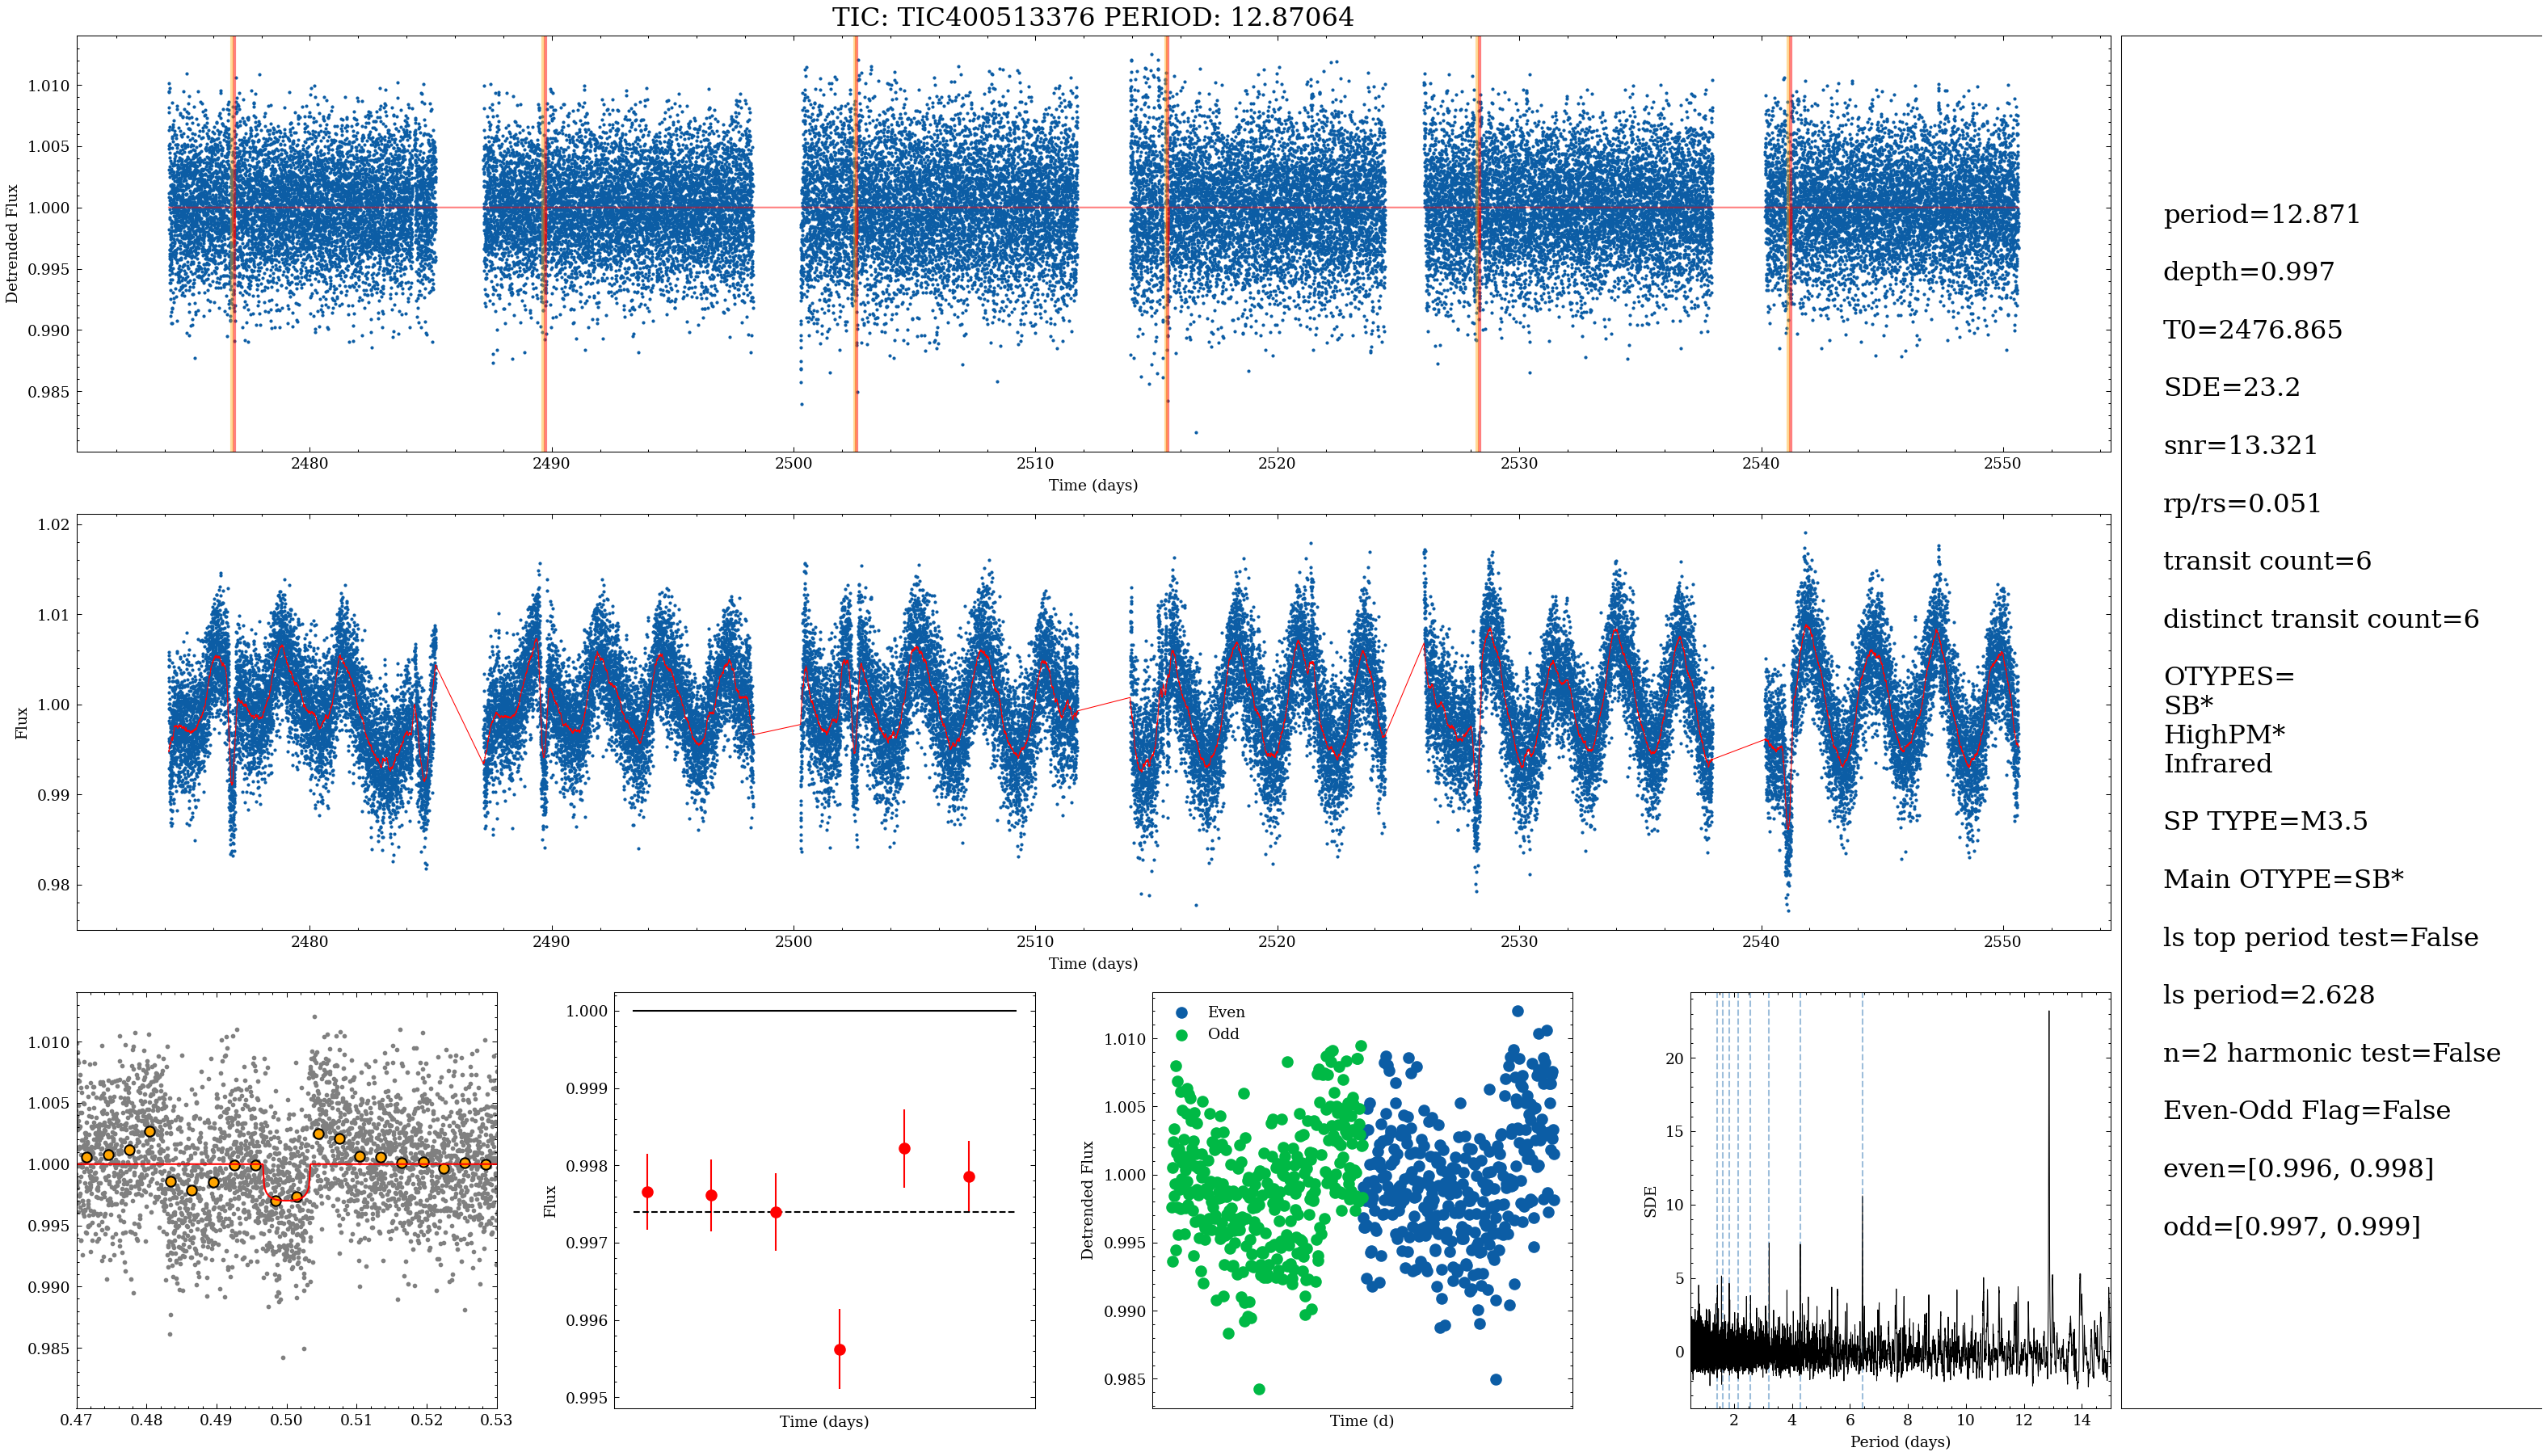 TIC: TIC400513376 PERIOD: 12.87064
Detrended Flux
1.010
1.005
1.000
0.995
0.990
0.985
2480
2490
2500
2510
2520
2530
2540
2550
Time (days)
Flux
1.02
1.01
1.00
0.99
0.98
2480
2490
2500
2510
2520
2530
2540
2550
Time (days)
1.010
1.005
1.000
0.995
0.990
0.985
0.47
0.48
0.49
0.50
0.51
0.52
0.53
Flux
1.000
0.999
0.998
0.997
0.996
0.995
Time (days)
Detrended Flux
1.010
1.005
1.000
0.995
0.990
0.985
Even
Odd
Time (d)
SDE
20
15
10
5
0
2
4
6
8
10
12
14
Period (days)
period=12.871
depth=0.997
T0=2476.865
SDE=23.2
snr=13.321
rp/rs=0.051
transit count=6
distinct transit count=6
OTYPES=
SB*
HighPM*
Infrared
SP TYPE=M3.5
Main OTYPE=SB*
ls top period test=False
ls period=2.628
n=2 harmonic test=False
Even-Odd Flag=False
even=[0.996, 0.998]
odd=[0.997, 0.999]